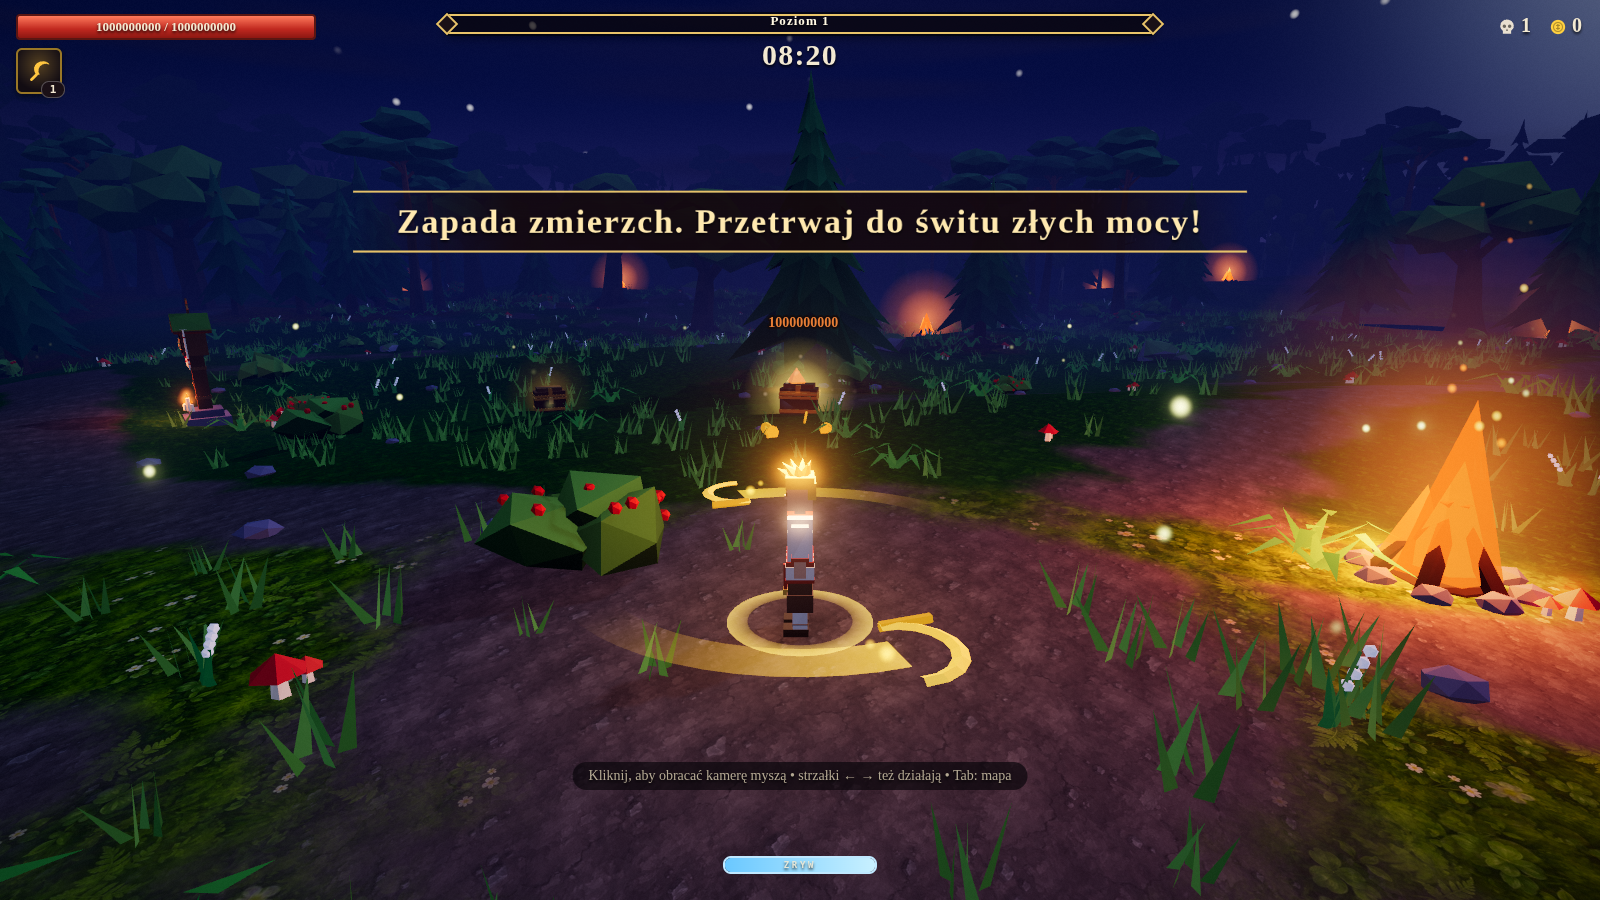 1000000000 / 1000000000
Poziom 1
1
0
08:20
1
Zapada zmierzch. Przetrwaj do świtu złych mocy!
1000000000
Kliknij, aby obracać kamerę myszą • strzałki ← → też działają • Tab: mapa
ZRYW